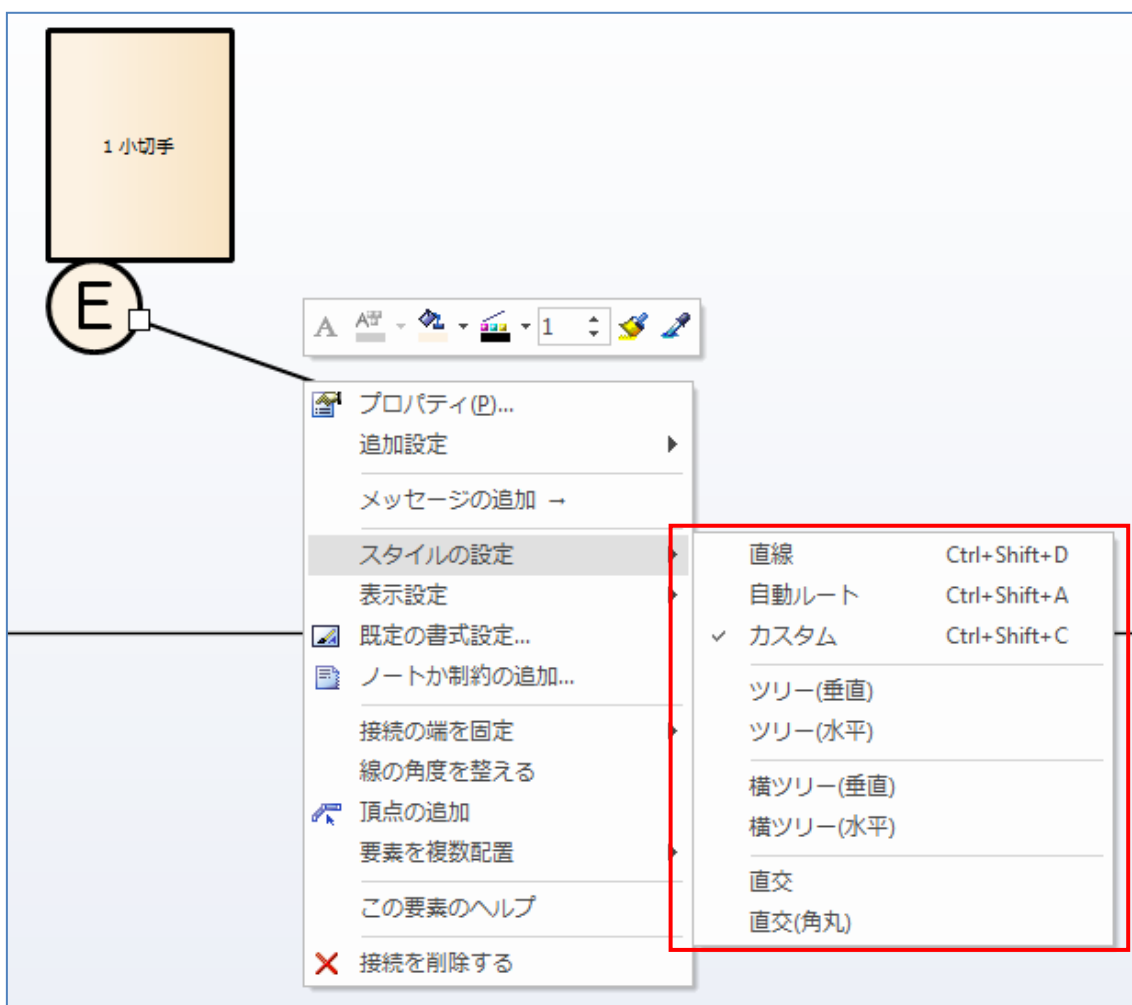 1 小切手
E
A
A字
1
プロパティ(P)...
追加設定
メッセージの追加 →
スタイルの設定
表示設定
既定の書式設定...
ノートか制約の追加...
接続の端を固定
線の角度を整える
頂点の追加
要素を複数配置
この要素のヘルプ
接続を削除する
直線 Ctrl+Shift+D
自動ルート Ctrl+Shift+A
カスタム Ctrl+Shift+C
ツリー(垂直)
ツリー(水平)
横ツリー(垂直)
横ツリー(水平)
直交
直交(角丸)